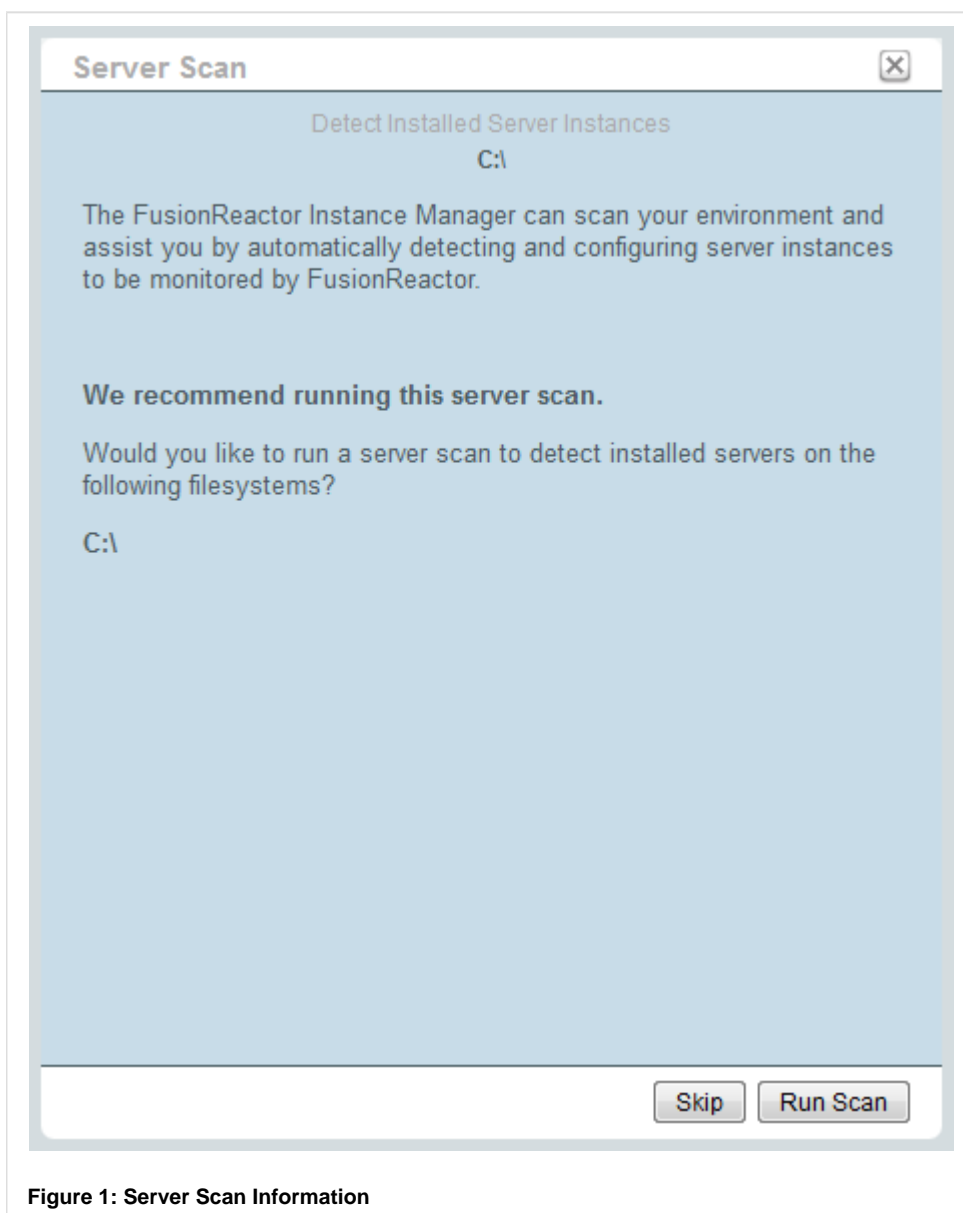 Server Scan
Detect Installed Server Instances
C:\
The FusionReactor Instance Manager can scan your environment and
assist you by automatically detecting and configuring server instances
to be monitored by FusionReactor.
We recommend running this server scan.
Would you like to run a server scan to detect installed servers on the
following filesystems?
C:\
Skip
Run Scan
Figure 1: Server Scan Information